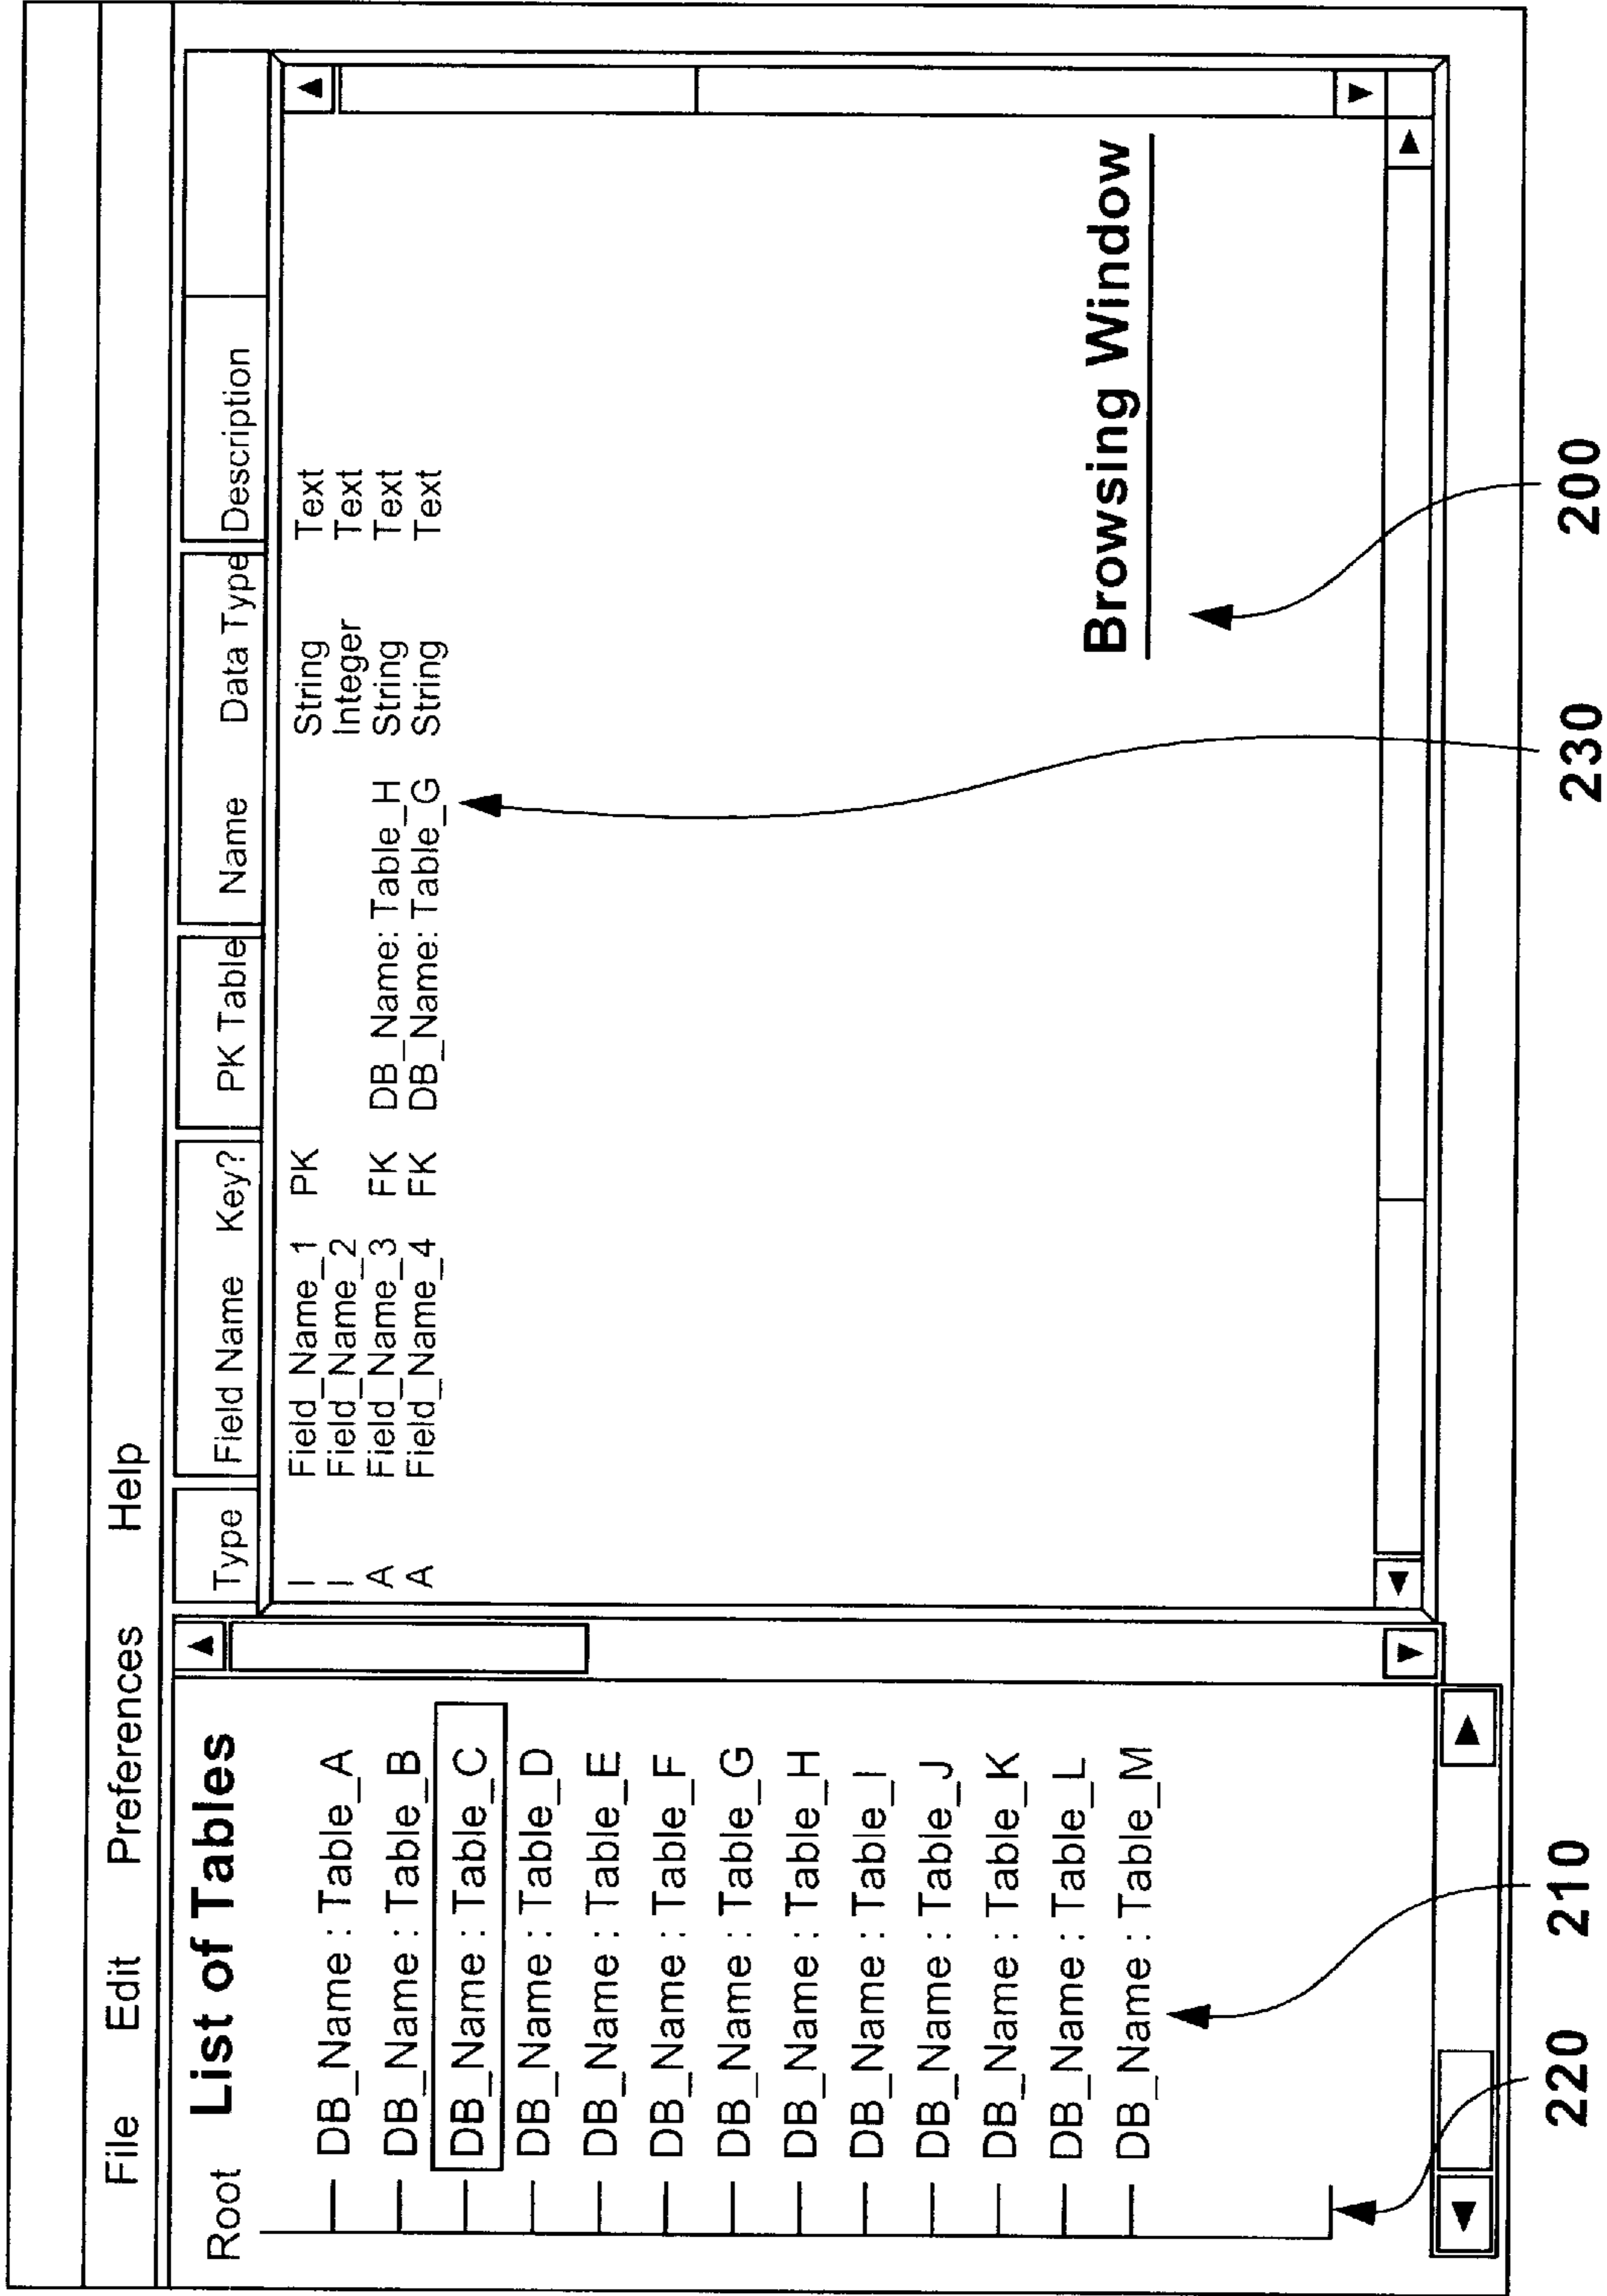 File Edit Preferences Help
Root List of Tables
DB_Name : Table_A
DB_Name : Table_B
DB_Name : Table_C
DB_Name : Table_D
DB_Name : Table_E
DB_Name : Table_F
DB_Name : Table_G
DB_Name : Table_H
DB_Name : Table_I
DB_Name : Table_J
DB_Name : Table_K
DB_Name : Table_L
DB_Name : Table_M
Type Field Name Key? PK Table Name Data Type Description
I Field_Name_1 PK String Text
I Field_Name_2 Integer Text
A Field_Name_3 FK DB_Name: Table_H String Text
A Field_Name_4 FK DB_Name: Table_G String Text
Browsing Window
220 210 230 200